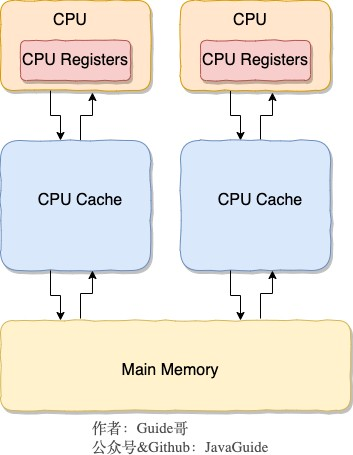 CPU
CPU
CPU Registers
CPU Registers
CPU Cache
CPU Cache
Main Memory
作者：Guide哥
公众号&Github：JavaGuide